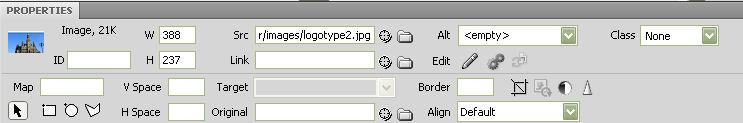 PROPERTIES
Image, 21K W 388 Src r/images/logotype2.jpg Alt <empty> Class None
ID H 237 Link Edit
Map V Space Target Border
H Space Original Align Default